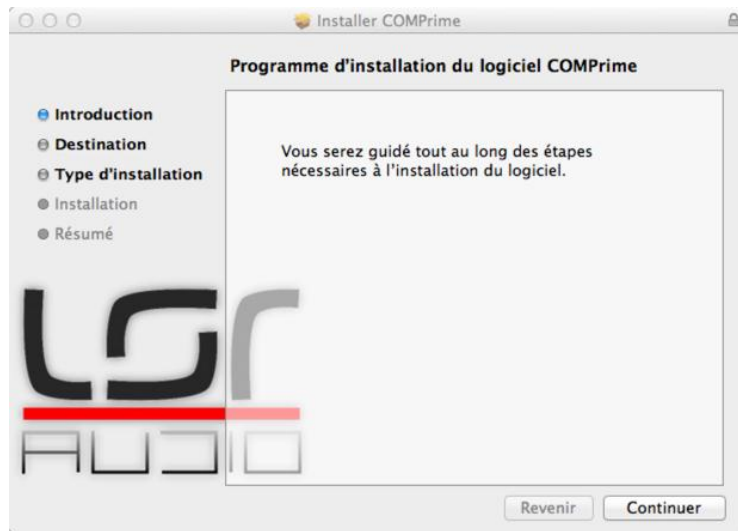 Installer COMPrime
Programme d'installation du logiciel COMPrime
Introduction
Destination
Type d'installation
Installation
Résumé
Vous serez guidé tout au long des étapes
nécessaires à l'installation du logiciel.
lsr
AUDIO
Revenir
Continuer